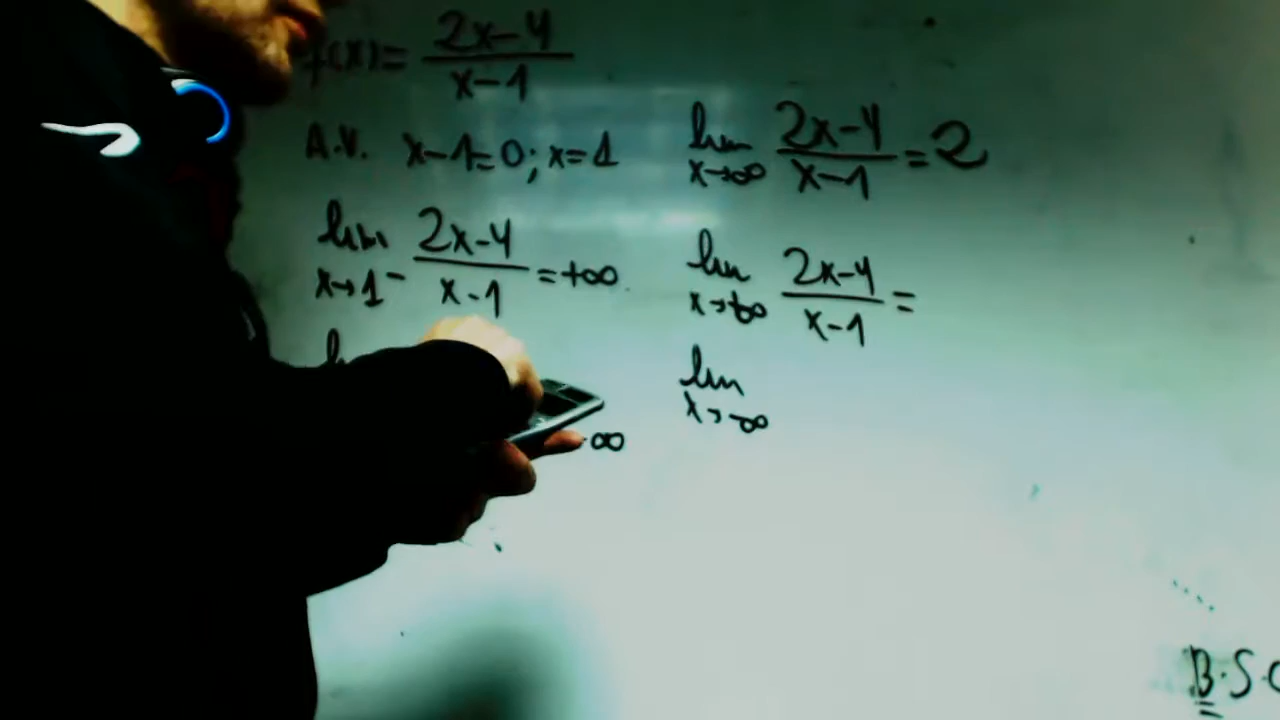 f(x) = (2x-4)/(x-1)
A.V. x-1=0; x=1
lim x→1⁻ (2x-4)/(x-1) = +∞
-∞
lim x→∞ (2x-4)/(x-1) = 2
lim x→+∞ (2x-4)/(x-1) =
lim x→-∞
B.S.